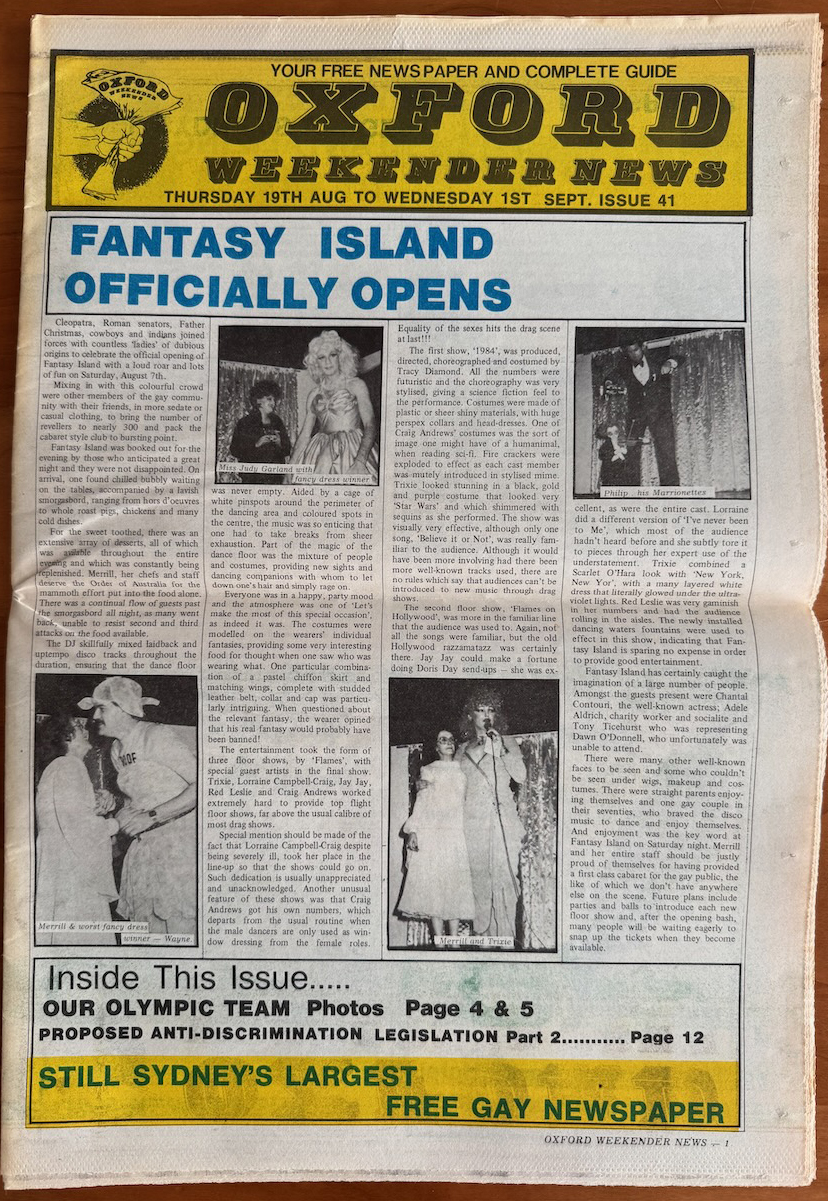 OXFORD
WEEKENDER
NEWS
YOUR FREE NEWSPAPER AND COMPLETE GUIDE
OXFORD
WEEKENDER NEWS
THURSDAY 19TH AUG TO WEDNESDAY 1ST SEPT. ISSUE 41
FANTASY ISLAND
OFFICIALLY OPENS
Cleopatra, Roman senators, Father
Christmas, cowboys and indians joined
forces with countless 'ladies' of dubious
origins to celebrate the official opening of
Fantasy Island with a loud roar and lots
of fun on Saturday, August 7th.
Mixing in with this colourful crowd
were other members of the gay commu-
nity with their friends, in more sedate or
casual clothing, to bring the number of
revellers to nearly 300 and pack the
cabaret style club to bursting point.
Fantasy Island was booked out for the
evening by those who anticipated a great
night and they were not disappointed. On
arrival, one found chilled bubbly waiting
on the tables, accompanied by a lavish
smorgasbord, ranging from hors d'oeuvres
to whole roast pigs, chickens and many
cold dishes.
For the sweet toothed, there was an
extensive array of desserts, all of which
was available throughout the entire
evening and which was constantly being
replenished. Merrill, her chefs and staff
deserve the Order of Australia for the
mammoth effort put into the food alone.
There was a continual flow of guests past
the smorgasbord all night, as many went
back, unable to resist second and third
attacks on the food available.
The DJ skillfully mixed laidback and
uptempo disco tracks throughout the
duration, ensuring that the dance floor
OOF
Merrill & worst fancy dress
winner — Wayne
Miss Judy Garland with
fancy dress winner
was never empty. Aided by a cage of
white pinspots around the perimeter of
the dancing area and coloured spots in
the centre, the music was so enticing that
one had to take breaks from sheer
exhaustion. Part of the magic of the
dance floor was the mixture of people
and costumes, providing new sights and
dancing companions with whom to let
down one's hair and simply rage on.
Everyone was in a happy, party mood
and the atmosphere was one of 'Let's
make the most of this special occasion',
as indeed it was. The costumes were
modelled on the wearers' individual
fantasies, providing some very interesting
food for thought when one saw who was
wearing what. One particular combina-
tion of a pastel chiffon skirt and
matching wings, complete with studded
leather belt, collar and cap was particu-
larly intriguing. When questioned about
the relevant fantasy, the wearer opined
that his real fantasy would probably have
been banned!
The entertainment took the form of
three floor shows, by 'Flames', with
special guest artists in the final show.
Trixie, Lorraine Campbell-Craig, Jay Jay,
Red Leslie and Craig Andrews worked
extremely hard to provide top flight
floor shows, far above the usual calibre of
most drag shows.
Special mention should be made of the
fact that Lorraine Campbell-Craig despite
being severely ill, took her place in the
line-up so that the shows could go on.
Such dedication is usually unappreciated
and unacknowledged. Another unusual
feature of these shows was that Craig
Andrews got his own numbers, which
departs from the usual routine when
the male dancers are only used as win-
dow dressing from the female roles.
Equality of the sexes hits the drag scene
at last!!!
The first show, '1984', was produced,
directed, choreographed and costumed by
Tracy Diamond. All the numbers were
futuristic and the choreography was very
stylised, giving a science fiction feel to
the performance. Costumes were made of
plastic or sheer shiny materials, with huge
perspex collars and head-dresses. One of
Craig Andrews' costumes was the sort of
image one might have of a humanimal,
when reading sci-fi. Fire crackers were
exploded to effect as each cast member
was mutely introduced in stylised mime.
Trixie looked stunning in a black, gold
and purple costume that looked very
'Star Wars' and which shimmered with
sequins as she performed. The show was
visually very effective, although only one
song, 'Believe it or Not', was really fam-
iliar to the audience. Although it would
have been more involving had there been
more well-known tracks used, there are
no rules which say that audiences can't be
introduced to new music through drag
shows.
The second floor show, 'Flames on
Hollywood', was more in the familiar line
that the audience was used to. Again, not
all the songs were familiar, but the old
Hollywood razzamatazz was certainly
there. Jay Jay could make a fortune
doing Doris Day send-ups — she was ex-
Merrill and Trixie
Philip his Marrionettes
cellent, as were the entire cast. Lorraine
did a different version of 'I've never been
to Me', which most of the audience
hadn't heard before and she subtly tore it
to pieces through her expert use of the
understatement. Trixie combined a
Scarlet O'Hara look with 'New York,
New Yor', with a many layered white
dress that literally glowed under the ultra-
violet lights. Red Leslie was very gaminish
in her numbers and had the audience
rolling in the aisles. The newly installed
dancing waters fountains were used to
effect in this show, indicating that Fan-
tasy Island is sparing no expense in order
to provide good entertainment.
Fantasy Island has certainly caught the
imagination of a large number of people.
Amongst the guests present were Chantal
Contouri, the well-known actress; Adele
Aldrich, charity worker and socialite and
Tony Ticehurst who was representing
Dawn O'Donnell, who unfortunately was
unable to attend.
There were many other well-known
faces to be seen and some who couldn't
be seen under wigs, makeup and cos-
tumes. There were straight parents enjoy-
ing themselves and one gay couple in
their seventies, who braved the disco
music to dance and enjoy themselves.
And enjoyment was the key word at
Fantasy Island on Saturday night. Merrill
and her entire staff should be justly
proud of themselves for having provided
a first class cabaret for the gay public, the
like of which we don't have anywhere
else on the scene. Future plans include
parties and balls to introduce each new
floor show and, after the opening bash,
many people will be waiting eagerly to
snap up the tickets when they become
available.
Inside This Issue.....
OUR OLYMPIC TEAM Photos Page 4 & 5
PROPOSED ANTI-DISCRIMINATION LEGISLATION Part 2........... Page 12
STILL SYDNEY'S LARGEST
FREE GAY NEWSPAPER
OXFORD WEEKENDER NEWS — 1